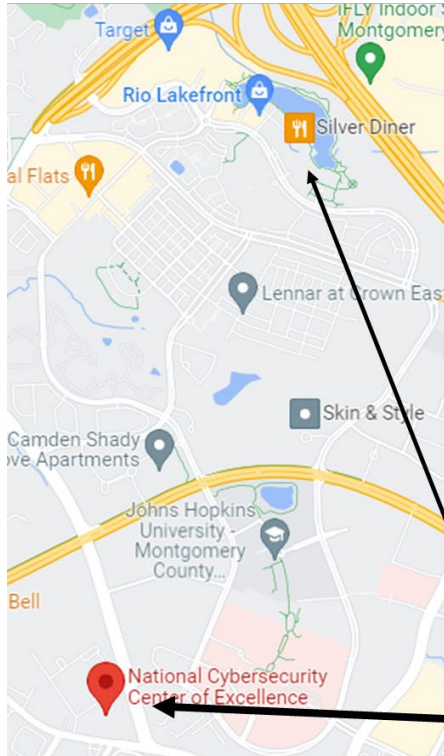 Target
IFLY Indoor
Montgomery
Rio Lakefront
Silver Diner
al Flats
Lennar at Crown East
Skin & Style
Camden Shady
ove Apartments
Johns Hopkins
University -
Montgomery
County...
Bell
National Cybersecurity
Center of Excellence